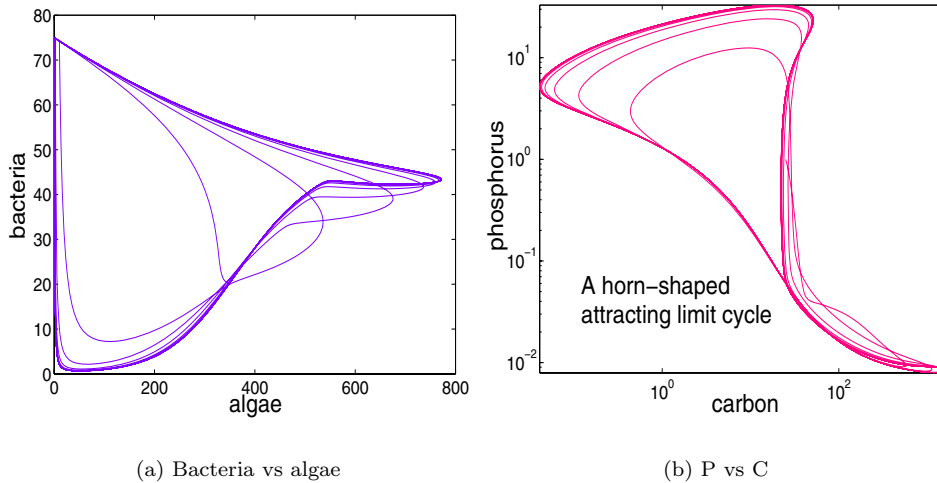 80
70
60
50
40
30
20
10
0
bacteria
0
200
400
600
800
algae
(a) Bacteria vs algae
10^1
10^0
10^-1
10^-2
phosphorus
A horn-shaped
attracting limit cycle
10^0
10^2
carbon
(b) P vs C